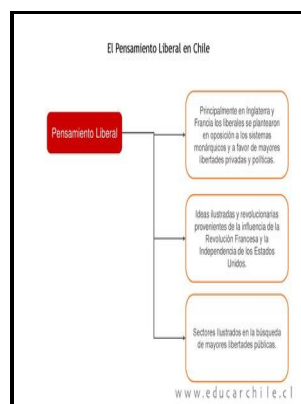 El Pensamiento Liberal en Chile
Pensamiento Liberal
Principalmente en Inglaterra y
Francia los liberales se plantearon
en oposición a los sistemas
monárquicos y a favor de mayores
libertades privadas y políticas.
Ideas ilustradas y revolucionarias
provenientes de la influencia de la
Revolución Francesa y la
Independencia de los Estados
Unidos.
Sectores Ilustrados en la búsqueda
de mayores libertades públicas.
www.educarchile.cl